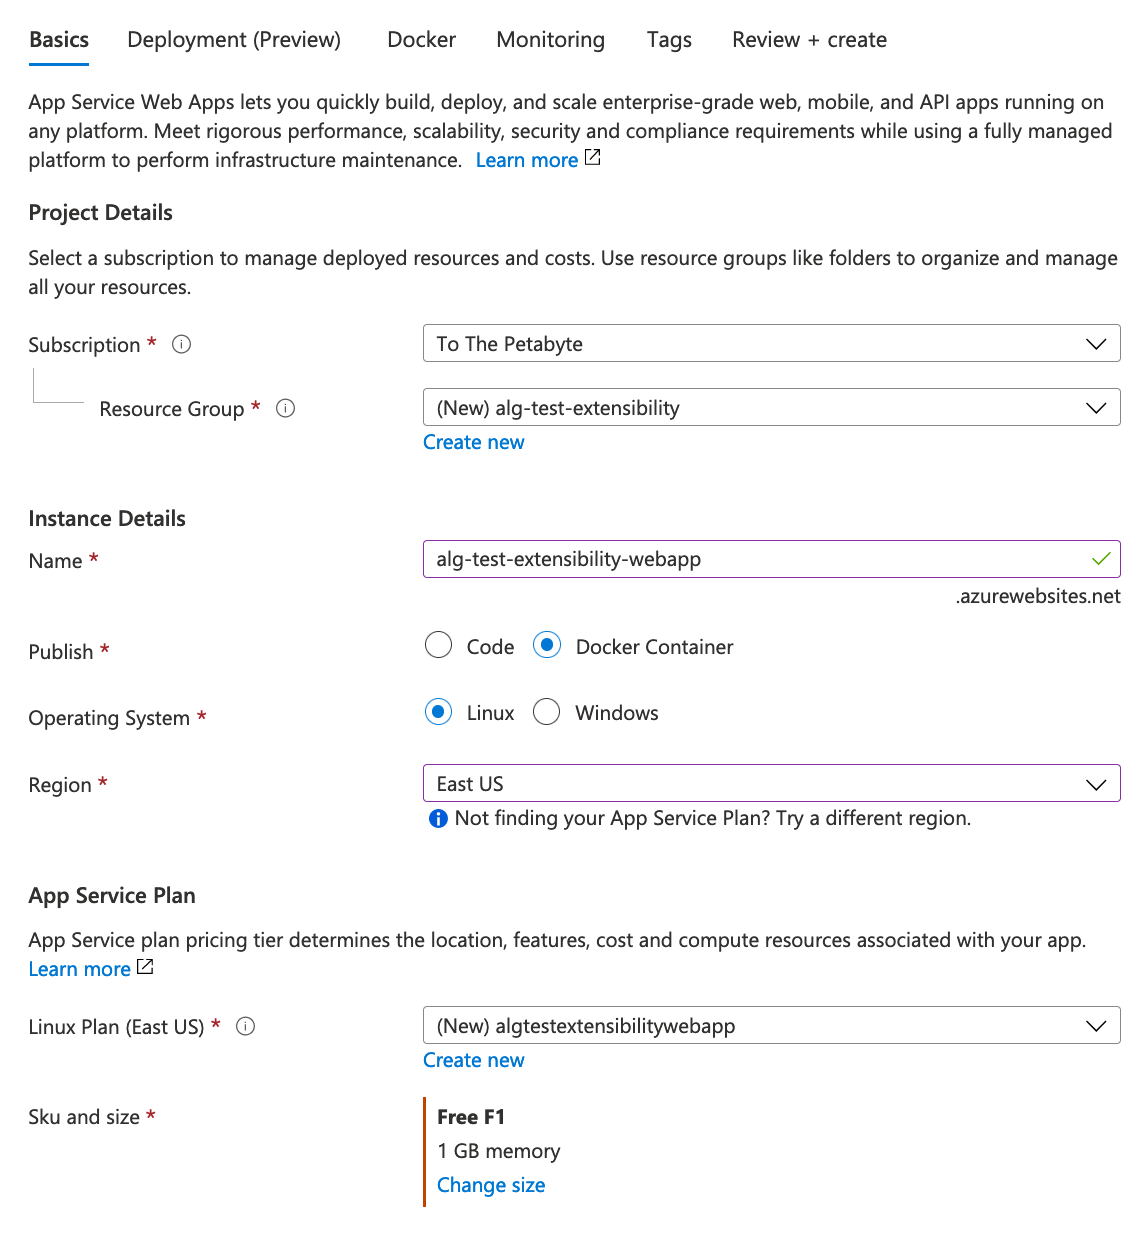 Basics Deployment (Preview) Docker Monitoring Tags Review + create
App Service Web Apps lets you quickly build, deploy, and scale enterprise-grade web, mobile, and API apps running on
any platform. Meet rigorous performance, scalability, security and compliance requirements while using a fully managed
platform to perform infrastructure maintenance. Learn more
Project Details
Select a subscription to manage deployed resources and costs. Use resource groups like folders to organize and manage
all your resources.
Subscription * To The Petabyte
Resource Group * (New) alg-test-extensibility
Create new
Instance Details
Name * alg-test-extensibility-webapp
.azurewebsites.net
Publish * Code Docker Container
Operating System * Linux Windows
Region * East US
Not finding your App Service Plan? Try a different region.
App Service Plan
App Service plan pricing tier determines the location, features, cost and compute resources associated with your app.
Learn more
Linux Plan (East US) * (New) algtestextensibilitywebapp
Create new
Sku and size * Free F1
1 GB memory
Change size